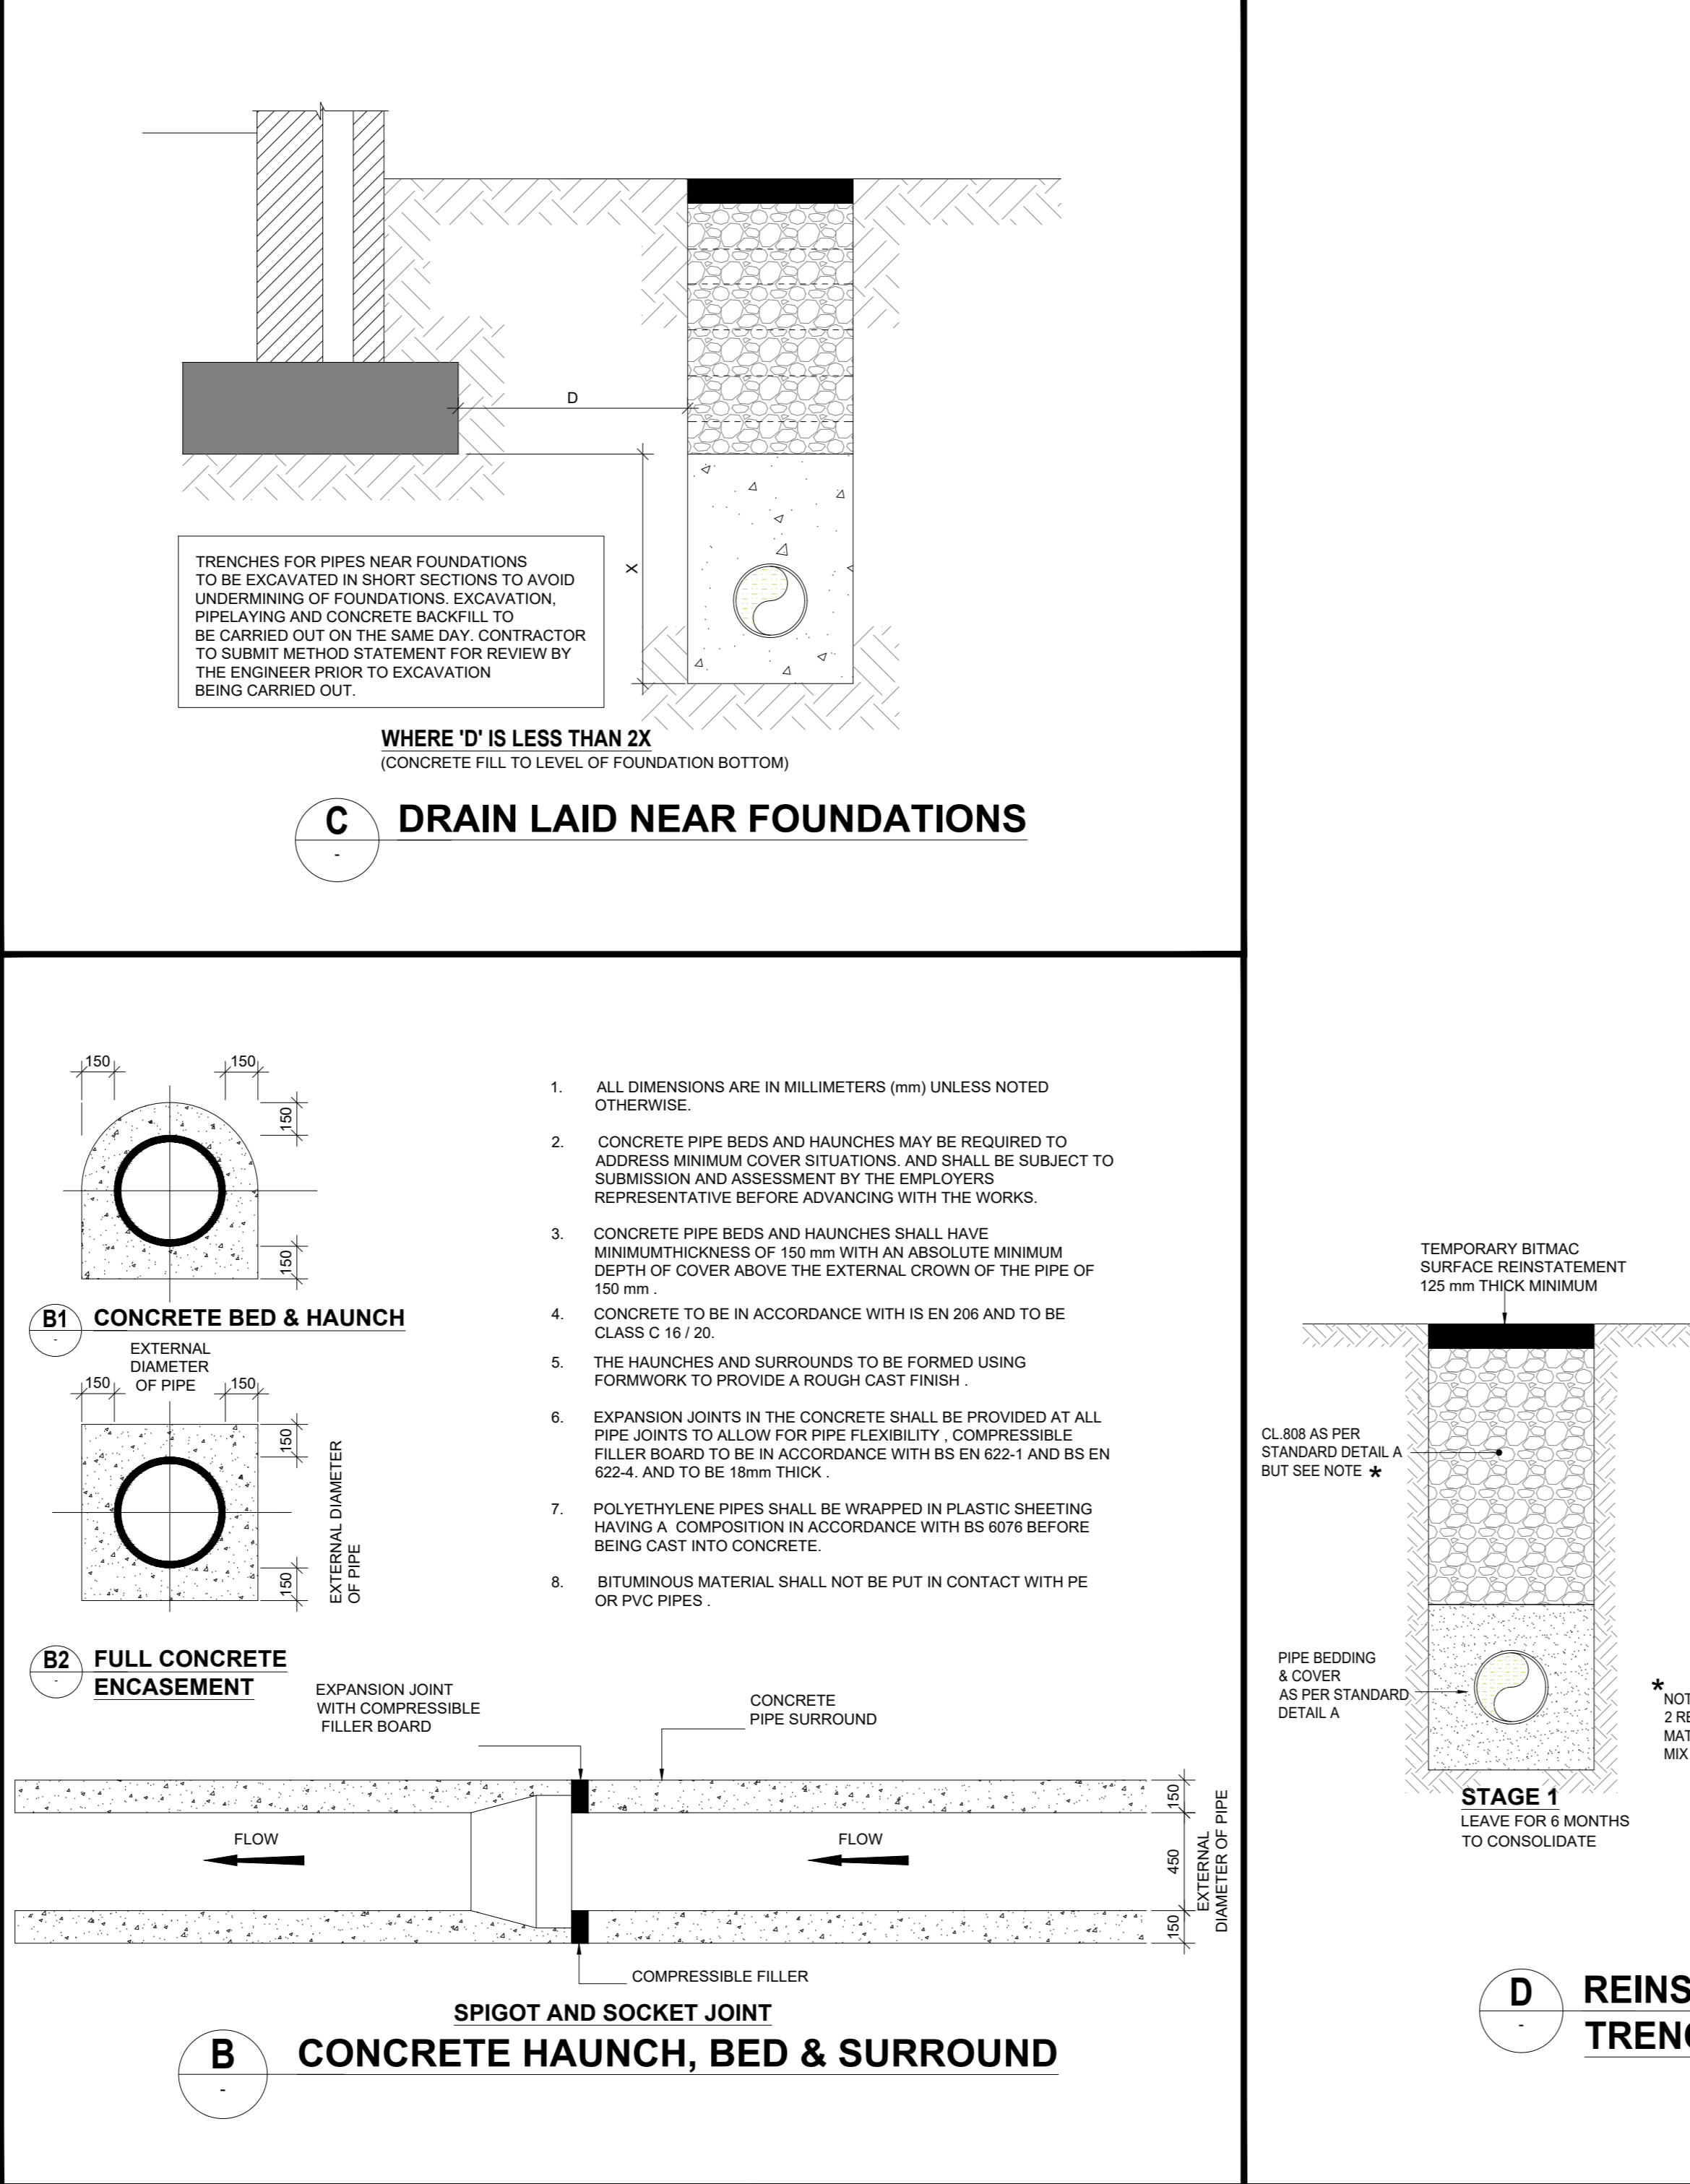 D
X
TRENCHES FOR PIPES NEAR FOUNDATIONS
TO BE EXCAVATED IN SHORT SECTIONS TO AVOID
UNDERMINING OF FOUNDATIONS. EXCAVATION,
PIPELAYING AND CONCRETE BACKFILL TO
BE CARRIED OUT ON THE SAME DAY. CONTRACTOR
TO SUBMIT METHOD STATEMENT FOR REVIEW BY
THE ENGINEER PRIOR TO EXCAVATION
BEING CARRIED OUT.
WHERE 'D' IS LESS THAN 2X
(CONCRETE FILL TO LEVEL OF FOUNDATION BOTTOM)
C
-
DRAIN LAID NEAR FOUNDATIONS
150
150
150
150
B1
-
CONCRETE BED & HAUNCH
EXTERNAL
DIAMETER
OF PIPE
150
150
150
150
EXTERNAL DIAMETER
OF PIPE
B2
-
FULL CONCRETE
ENCASEMENT
1. ALL DIMENSIONS ARE IN MILLIMETERS (mm) UNLESS NOTED
OTHERWISE.
2. CONCRETE PIPE BEDS AND HAUNCHES MAY BE REQUIRED TO
ADDRESS MINIMUM COVER SITUATIONS. AND SHALL BE SUBJECT TO
SUBMISSION AND ASSESSMENT BY THE EMPLOYERS
REPRESENTATIVE BEFORE ADVANCING WITH THE WORKS.
3. CONCRETE PIPE BEDS AND HAUNCHES SHALL HAVE
MINIMUMTHICKNESS OF 150 mm WITH AN ABSOLUTE MINIMUM
DEPTH OF COVER ABOVE THE EXTERNAL CROWN OF THE PIPE OF
150 mm .
4. CONCRETE TO BE IN ACCORDANCE WITH IS EN 206 AND TO BE
CLASS C 16 / 20.
5. THE HAUNCHES AND SURROUNDS TO BE FORMED USING
FORMWORK TO PROVIDE A ROUGH CAST FINISH .
6. EXPANSION JOINTS IN THE CONCRETE SHALL BE PROVIDED AT ALL
PIPE JOINTS TO ALLOW FOR PIPE FLEXIBILITY , COMPRESSIBLE
FILLER BOARD TO BE IN ACCORDANCE WITH BS EN 622-1 AND BS EN
622-4. AND TO BE 18mm THICK .
7. POLYETHYLENE PIPES SHALL BE WRAPPED IN PLASTIC SHEETING
HAVING A COMPOSITION IN ACCORDANCE WITH BS 6076 BEFORE
BEING CAST INTO CONCRETE.
8. BITUMINOUS MATERIAL SHALL NOT BE PUT IN CONTACT WITH PE
OR PVC PIPES .
EXPANSION JOINT
WITH COMPRESSIBLE
FILLER BOARD
CONCRETE
PIPE SURROUND
FLOW
FLOW
150
450
150
EXTERNAL
DIAMETER OF PIPE
COMPRESSIBLE FILLER
SPIGOT AND SOCKET JOINT
B
-
CONCRETE HAUNCH, BED & SURROUND
TEMPORARY BITMAC
SURFACE REINSTATEMENT
125 mm THICK MINIMUM
CL.808 AS PER
STANDARD DETAIL A
BUT SEE NOTE *
PIPE BEDDING
& COVER
AS PER STANDARD
DETAIL A
*
NOT
2 RE
MAT
MIX
STAGE 1
LEAVE FOR 6 MONTHS
TO CONSOLIDATE
D
-
REINS
TREN